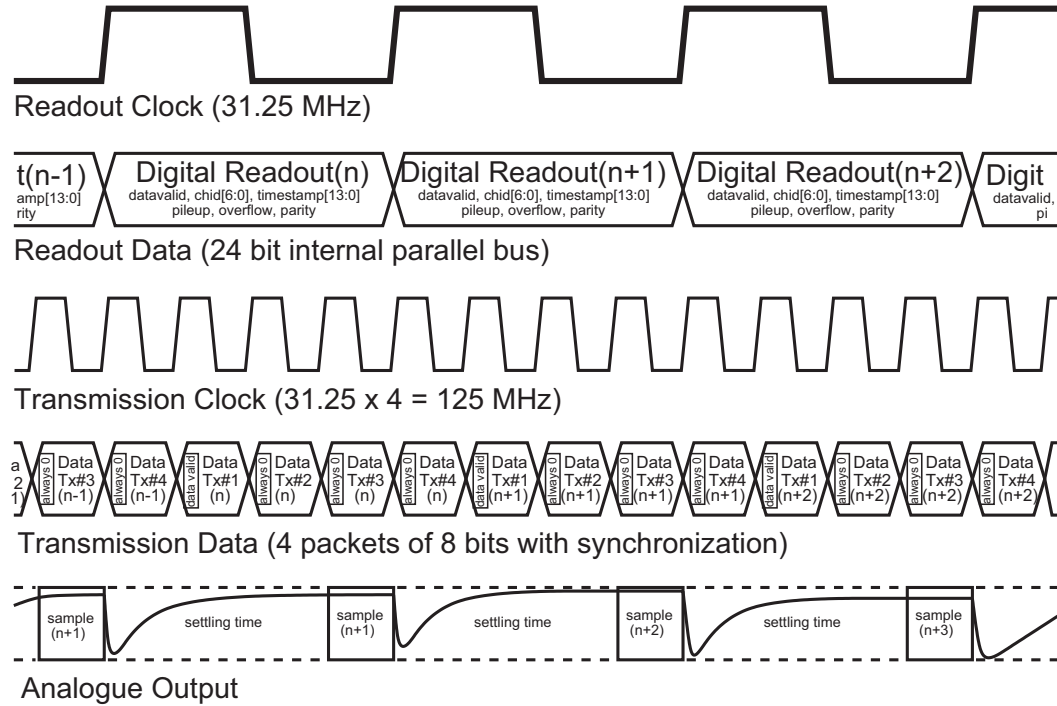 Readout Clock (31.25 MHz)
t(n-1)
amp[13:0]
rity
Digital Readout(n)
datavalid, chid[6:0], timestamp[13:0]
pileup, overflow, parity
Digital Readout(n+1)
datavalid, chid[6:0], timestamp[13:0]
pileup, overflow, parity
Digital Readout(n+2)
datavalid, chid[6:0], timestamp[13:0]
pileup, overflow, parity
Digit
datavalid,
pi
Readout Data (24 bit internal parallel bus)
Transmission Clock (31.25 x 4 = 125 MHz)
a
2
1)
always 0
Data
Tx#3
(n-1)
always 0
Data
Tx#4
(n-1)
data valid
Data
Tx#1
(n)
always 0
Data
Tx#2
(n)
always 0
Data
Tx#3
(n)
always 0
Data
Tx#4
(n)
data valid
Data
Tx#1
(n+1)
always 0
Data
Tx#2
(n+1)
always 0
Data
Tx#3
(n+1)
always 0
Data
Tx#4
(n+1)
data valid
Data
Tx#1
(n+2)
always 0
Data
Tx#2
(n+2)
always 0
Data
Tx#3
(n+2)
always 0
Data
Tx#4
(n+2)
Transmission Data (4 packets of 8 bits with synchronization)
sample
(n+1)
settling time
sample
(n+1)
settling time
sample
(n+2)
settling time
sample
(n+3)
Analogue Output